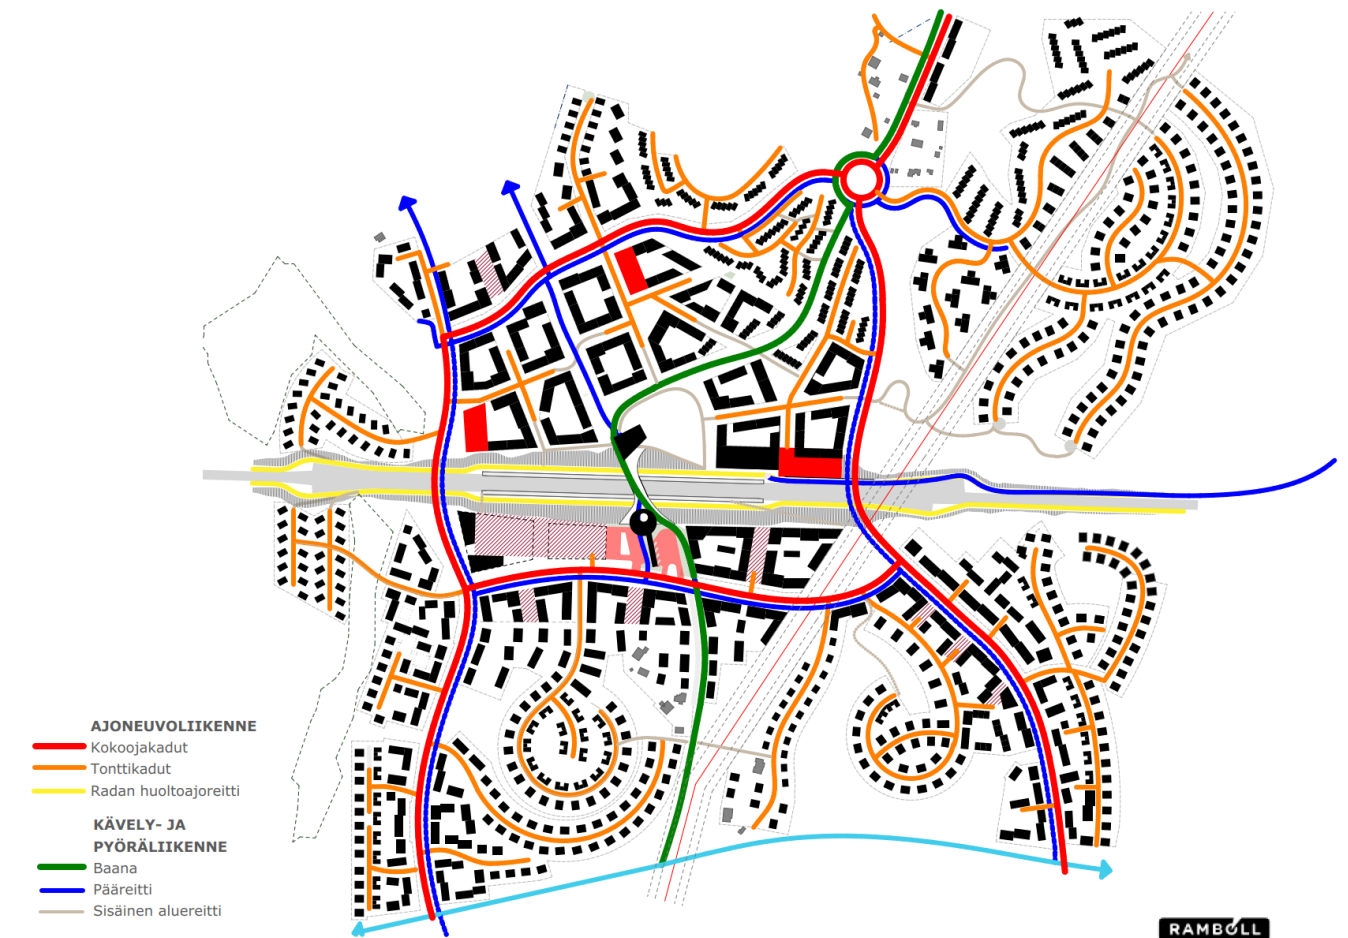 AJONEUVOLIIKENNE
Kokoojakadut
Tonttikadut
Radan huoltoajoreitti
KÄVELY- JA
PYÖRÄLIIKENNE
Baana
Pääreitti
Sisäinen aluereitti
RAMBOLL